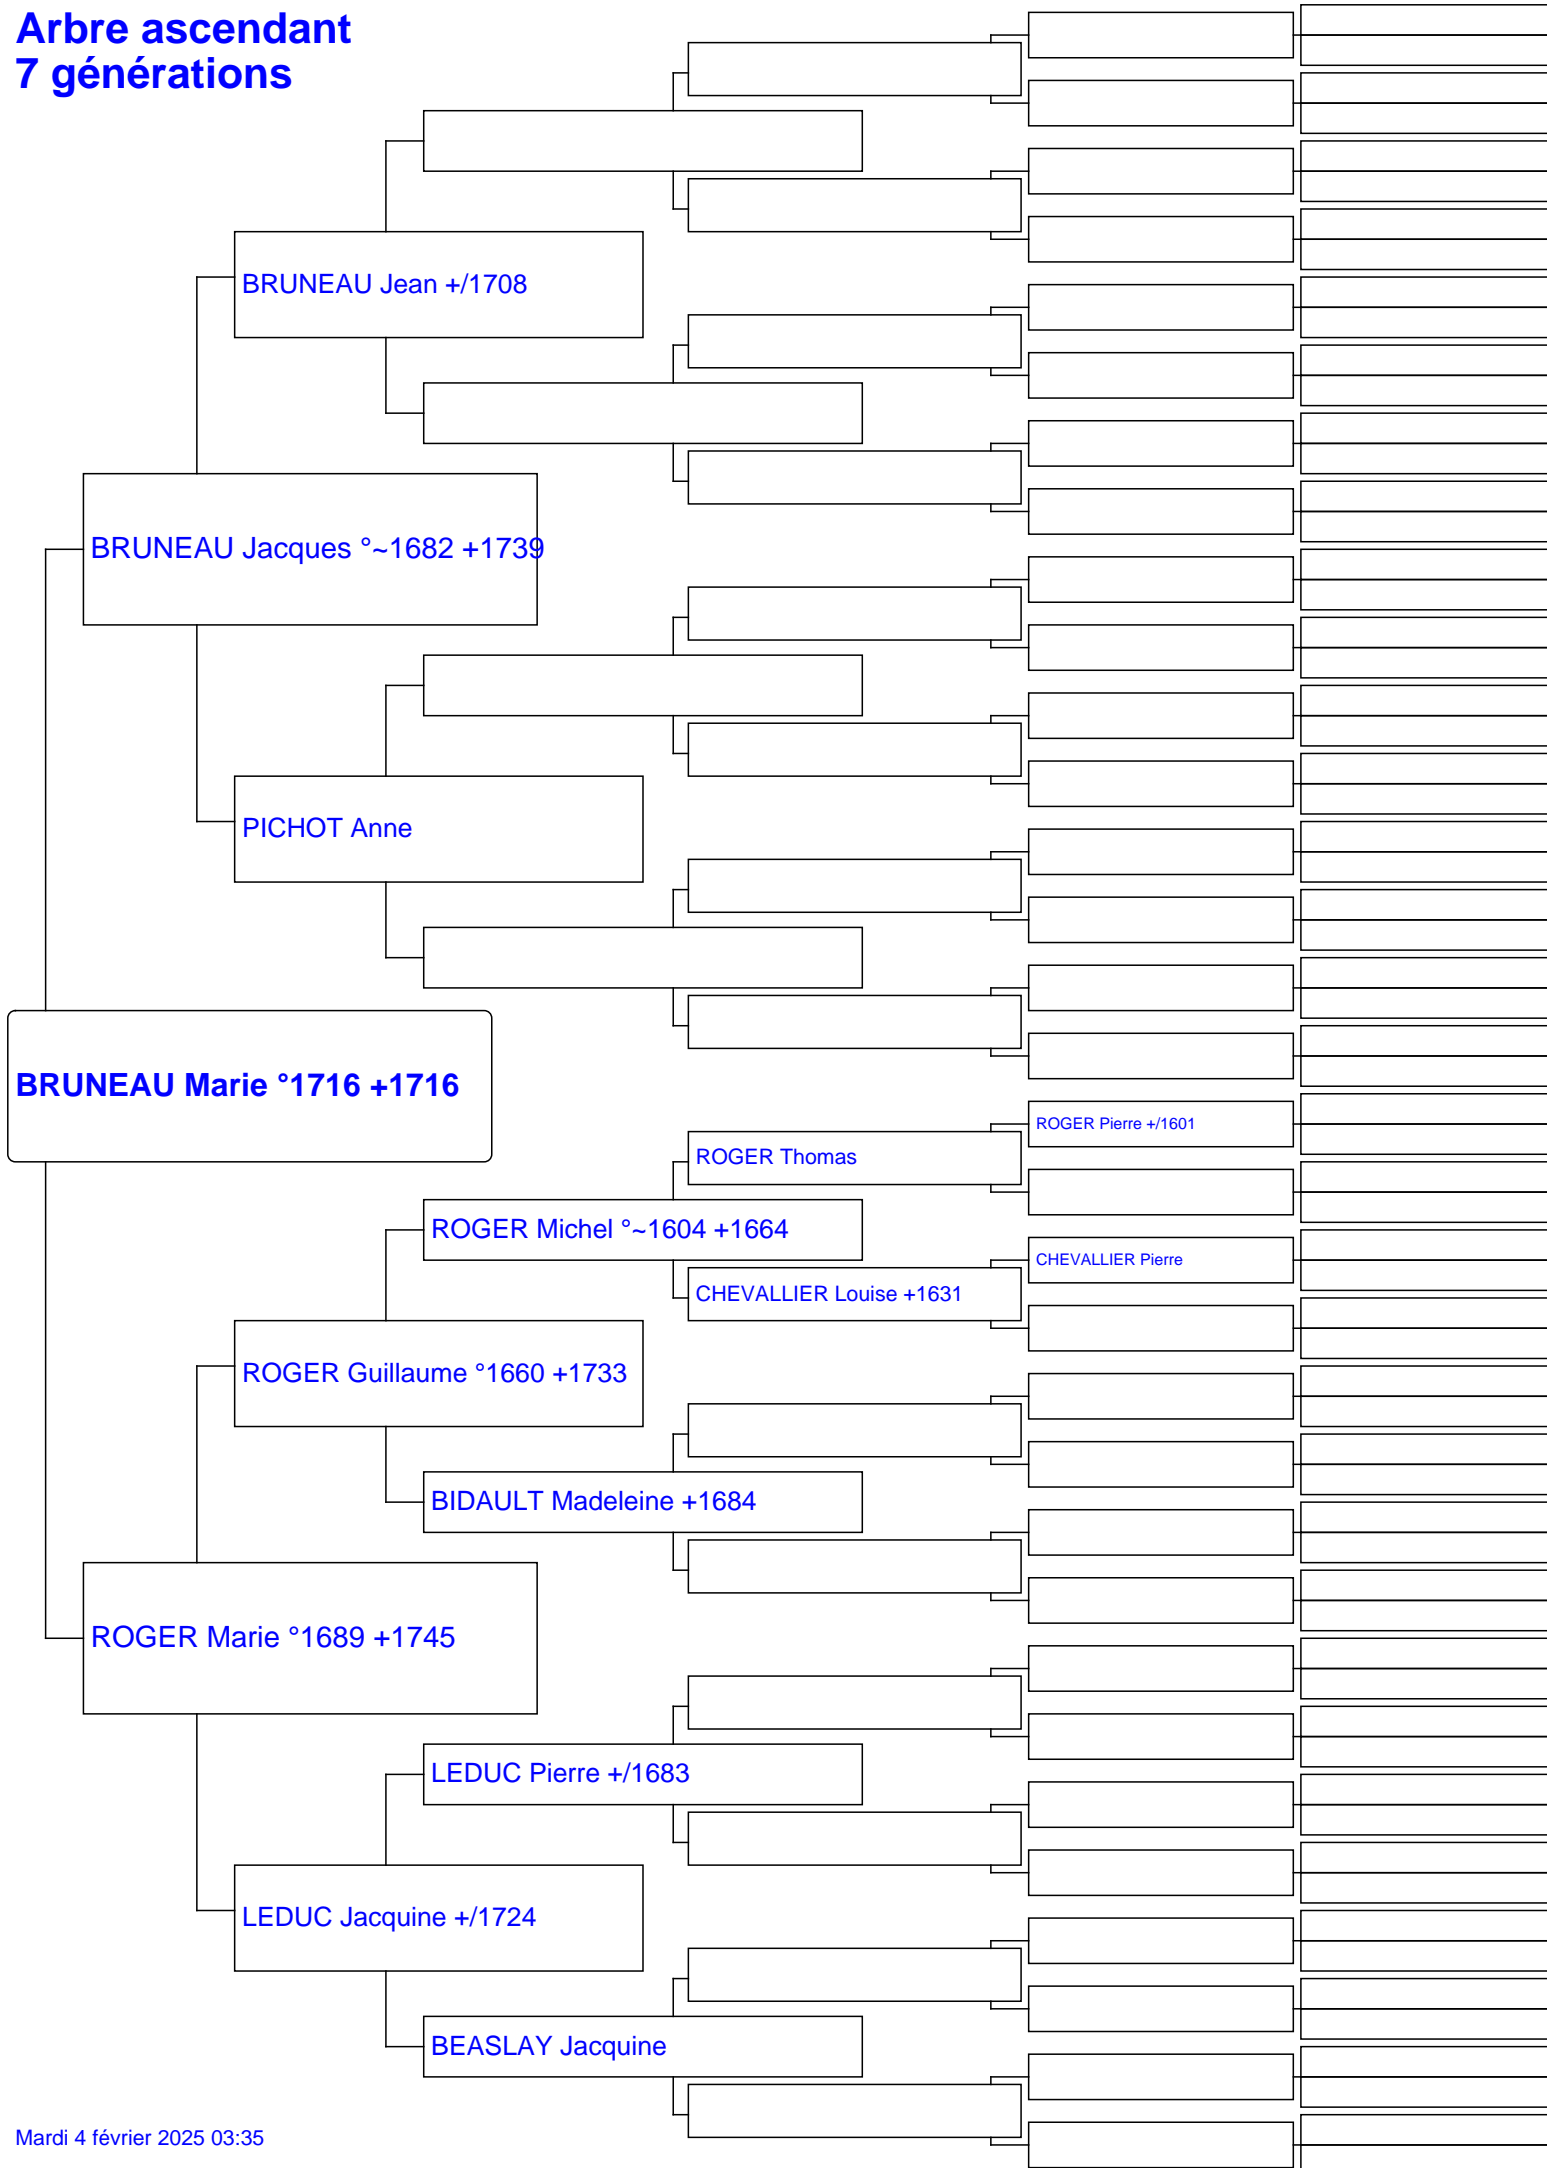 Arbre ascendant
7 générations
BRUNEAU Jean +/1708
BRUNEAU Jacques °~1682 +1739
PICHOT Anne
BRUNEAU Marie °1716 +1716
ROGER Pierre +/1601
ROGER Thomas
ROGER Michel °~1604 +1664
CHEVALLIER Pierre
CHEVALLIER Louise +1631
ROGER Guillaume °1660 +1733
BIDAULT Madeleine +1684
ROGER Marie °1689 +1745
LEDUC Pierre +/1683
LEDUC Jacquine +/1724
BEASLAY Jacquine
Mardi 4 février 2025 03:35